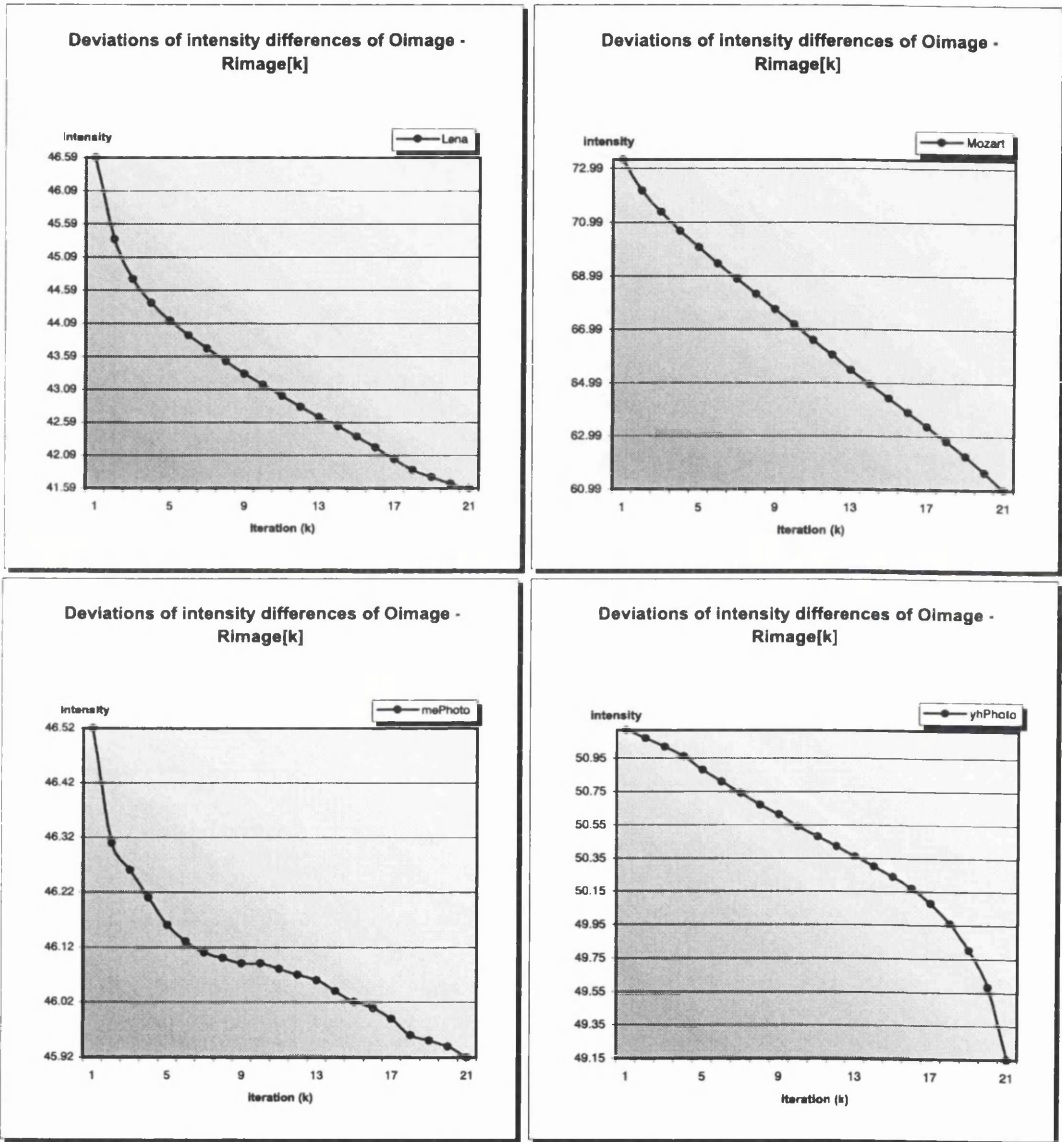 Deviations of intensity differences of Oimage -
Rimage[k]
Intensity
Lena
46.59
46.09
45.59
45.09
44.59
44.09
43.59
43.09
42.59
42.09
41.59
1 5 9 13 17 21
Iteration (k)
Deviations of intensity differences of Oimage -
Rimage[k]
Intensity
Mozart
72.99
70.99
68.99
66.99
84.99
62.99
60.99
1 5 9 13 17 21
Iteration (k)
Deviations of intensity differences of Oimage -
Rimage[k]
Intensity
mePhoto
46.52
46.42
46.32
46.22
46.12
46.02
45.92
1 5 9 13 17 21
Iteration (k)
Deviations of intensity differences of Oimage -
Rimage[k]
Intensity
yhPhoto
50.95
50.75
50.55
50.35
50.15
49.95
49.75
49.55
49.35
49.15
1 5 9 13 17 21
Iteration (k)